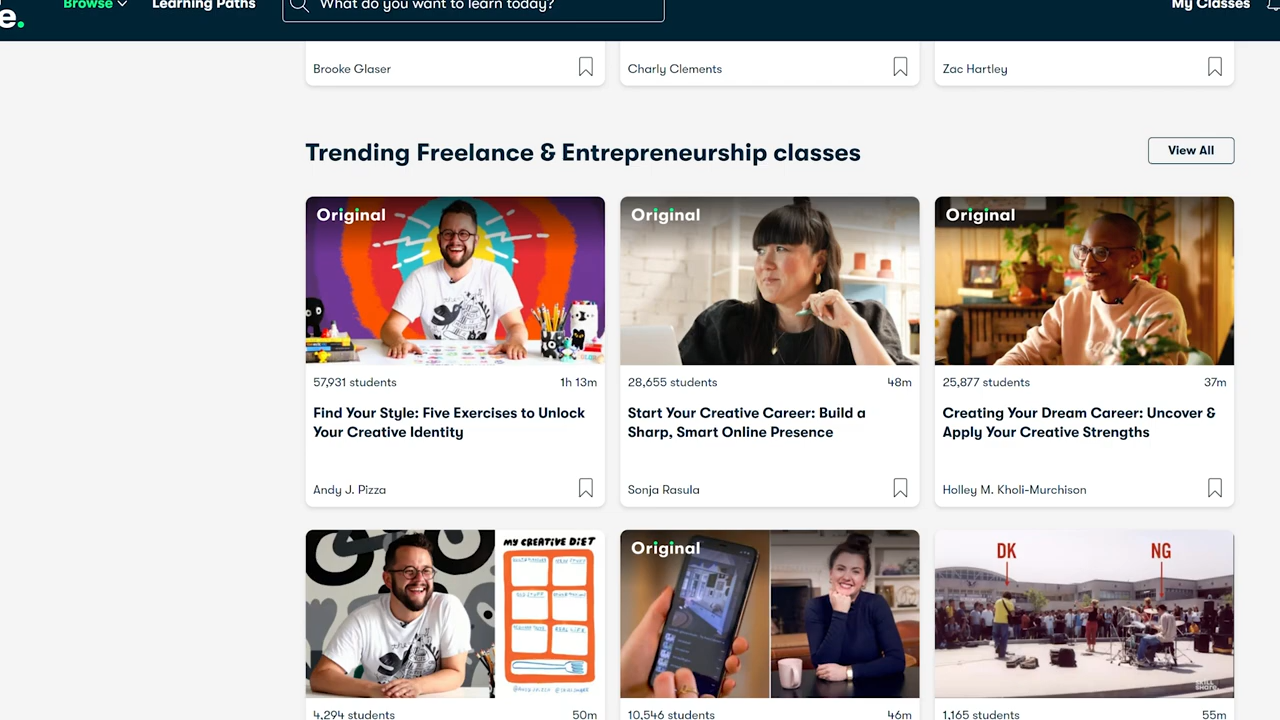 e.
Browse
Learning Paths
What do you want to learn today?
My Classes
Brooke Glaser
Charly Clements
Zac Hartley
Trending Freelance & Entrepreneurship classes
View All
Original
Original
Original
57,931 students
1h 13m
28,655 students
48m
25,877 students
37m
Find Your Style: Five Exercises to Unlock
Your Creative Identity
Start Your Creative Career: Build a
Sharp, Smart Online Presence
Creating Your Dream Career: Uncover &
Apply Your Creative Strengths
Andy J. Pizza
Sonja Rasula
Holley M. Kholi-Murchison
MY CREATIVE DIET
Original
DK
NG
SKILL
SHARE.
4,294 students
50m
10,546 students
46m
1,165 students
55m